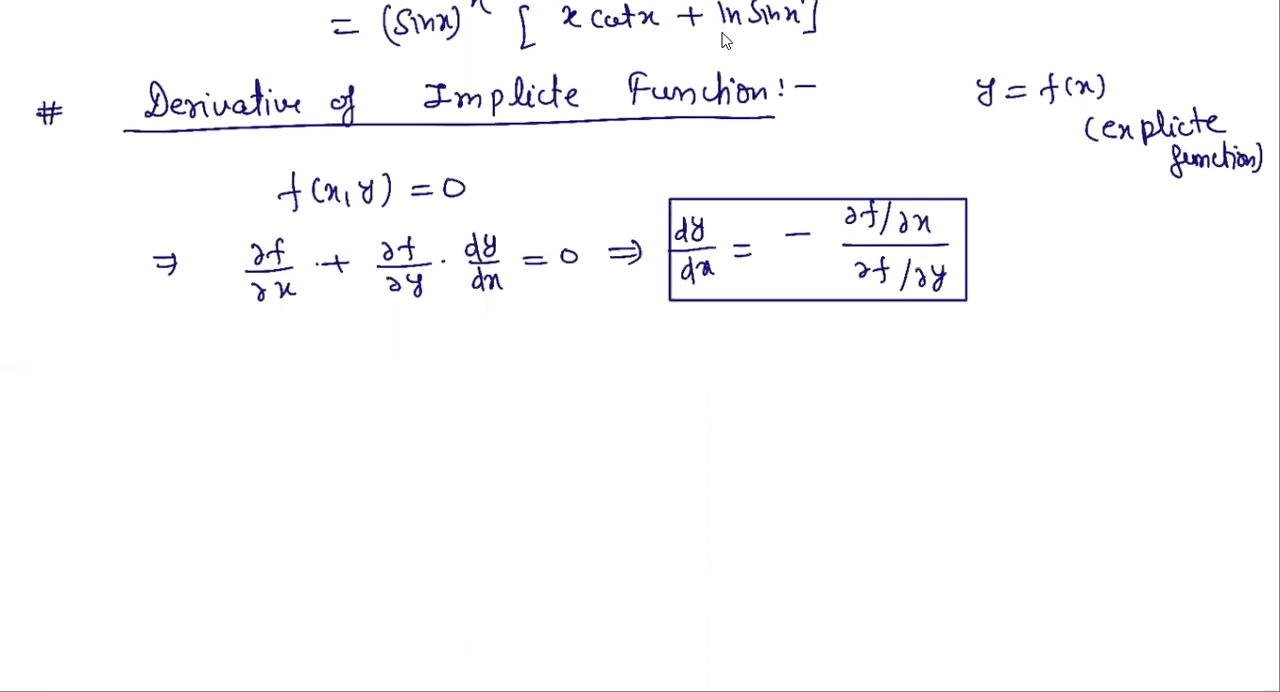 = (Sinx)^x [ x cotx + ln Sinx ]
# Derivative of Implicte Function:-
y = f(x)
(explicte
function)
f(x,y) = 0
⇒ ∂f/∂x + ∂f/∂y · dy/dx = 0 ⇒ dy/dx = - (∂f/∂x)/(∂f/∂y)